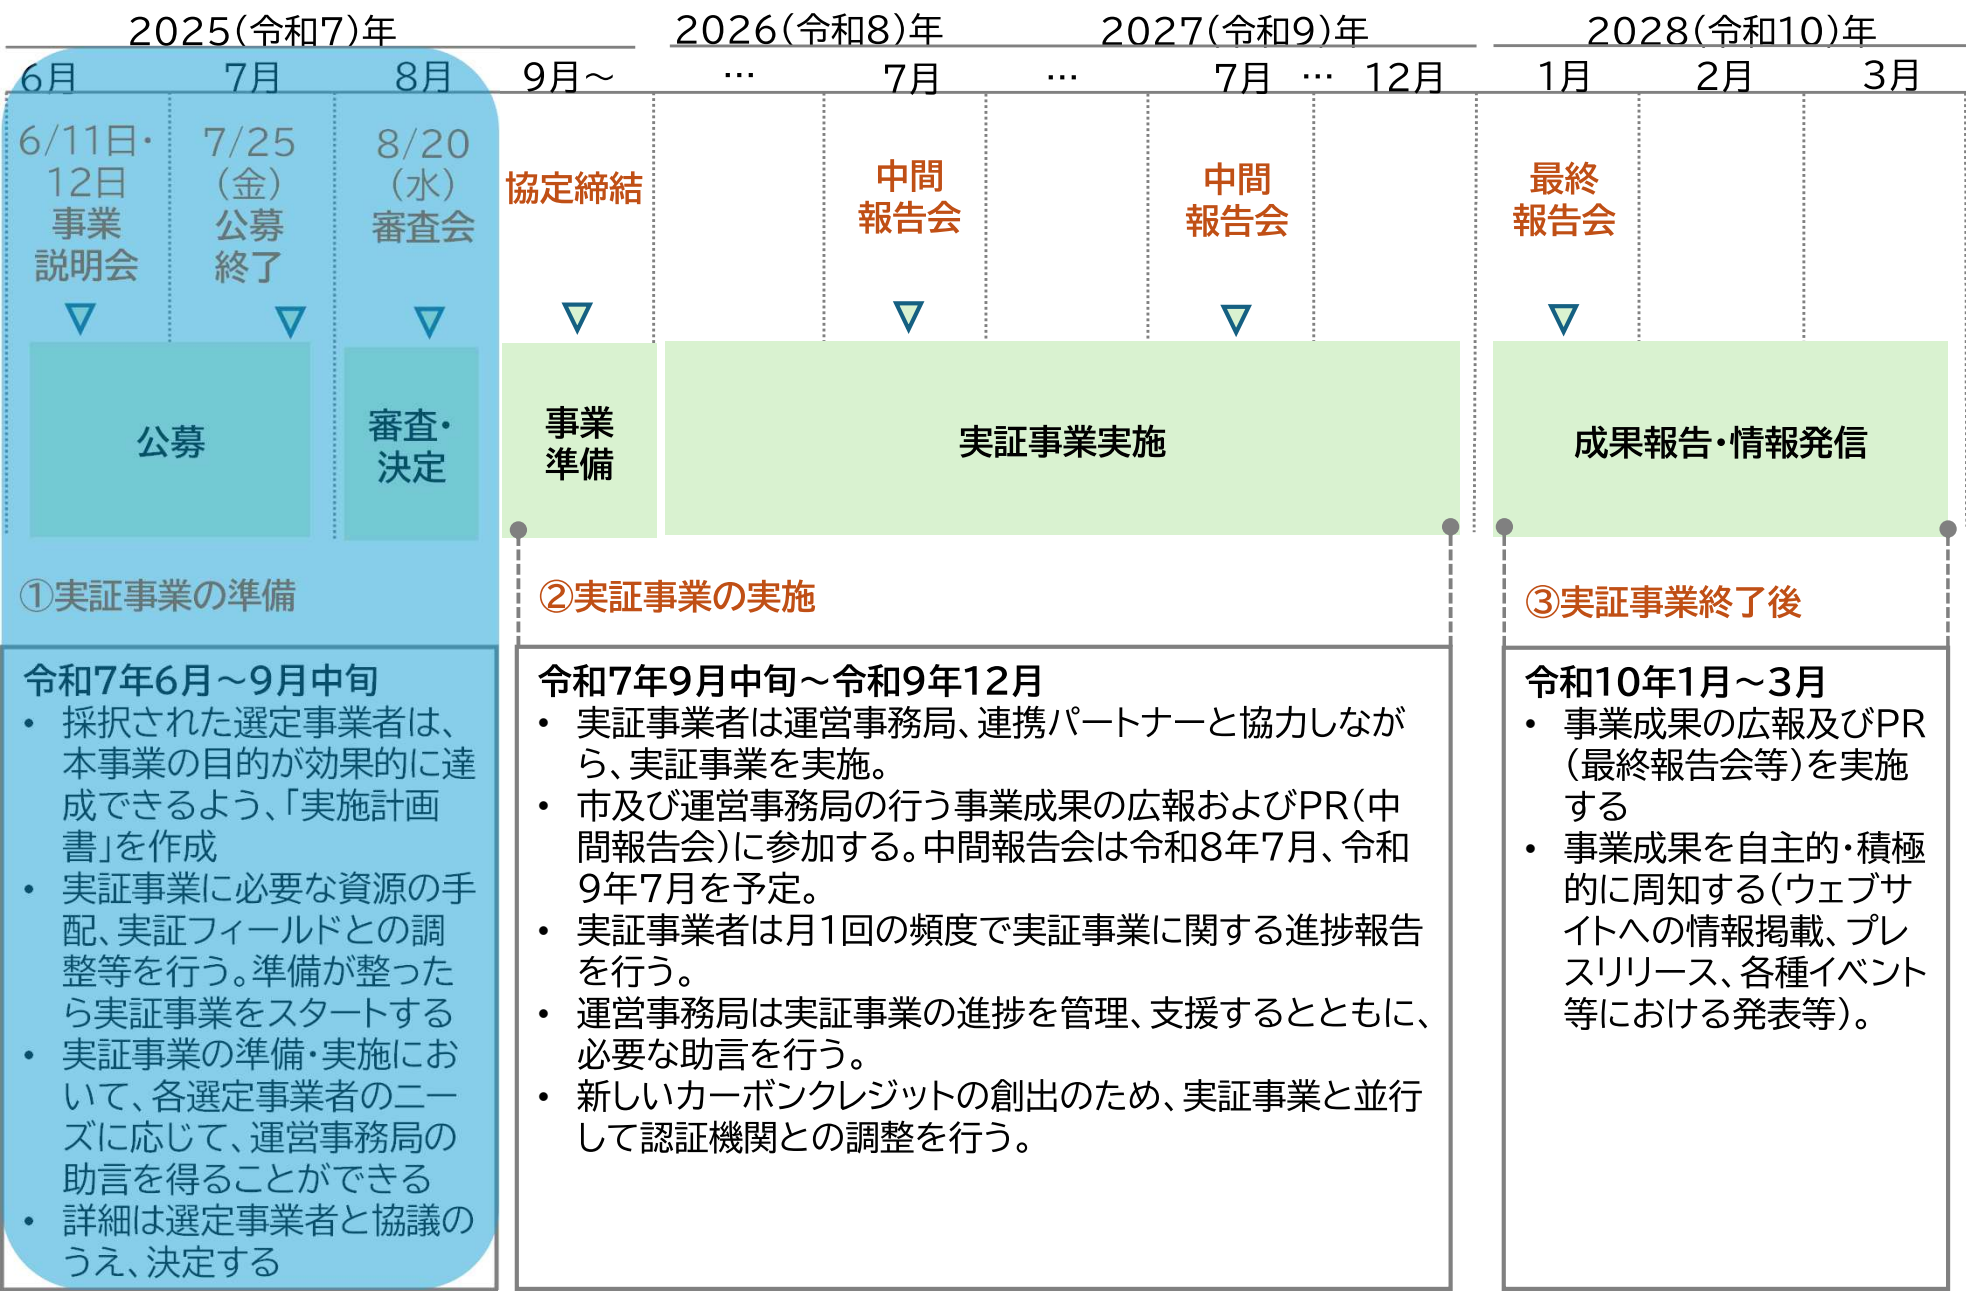 2025(令和7)年
2026(令和8)年
2027(令和9)年
2028(令和10)年
6月
7月
8月
9月～
…
7月
…
7月
…
12月
1月
2月
3月
6/11日・
12日
事業
説明会
7/25
(金)
公募
終了
8/20
(水)
審査会
協定締結
中間
報告会
中間
報告会
最終
報告会
公募
審査・
決定
事業
準備
実証事業実施
成果報告・情報発信
①実証事業の準備
②実証事業の実施
③実証事業終了後
令和7年6月～9月中旬
• 採択された選定事業者は、
本事業の目的が効果的に達
成できるよう、「実施計画
書」を作成
• 実証事業に必要な資源の手
配、実証フィールドとの調
整等を行う。準備が整った
ら実証事業をスタートする
• 実証事業の準備・実施にお
いて、各選定事業者のニー
ズに応じて、運営事務局の
助言を得ることができる
• 詳細は選定事業者と協議の
うえ、決定する
令和7年9月中旬～令和9年12月
• 実証事業者は運営事務局、連携パートナーと協力しなが
ら、実証事業を実施。
• 市及び運営事務局の行う事業成果の広報およびPR(中
間報告会)に参加する。中間報告会は令和8年7月、令和
9年7月を予定。
• 実証事業者は月1回の頻度で実証事業に関する進捗報告
を行う。
• 運営事務局は実証事業の進捗を管理、支援するとともに、
必要な助言を行う。
• 新しいカーボンクレジットの創出のため、実証事業と並行
して認証機関との調整を行う。
令和10年1月～3月
• 事業成果の広報及びPR
(最終報告会等)を実施
する
• 事業成果を自主的・積極
的に周知する(ウェブサ
イトへの情報掲載、プレ
スリリース、各種イベント
等における発表等)。